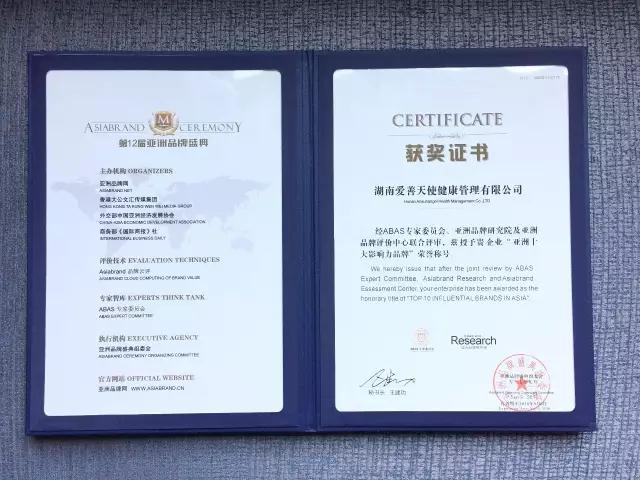 ASIABRAND CEREMONY
第12届亚洲品牌盛典
主办机构 ORGANIZERS
亚洲品牌网
ASIABRAND.NET
香港大公文汇传媒集团
HONG KONG TA KUNG WEN WEI MEDIA GROUP
外交部中国亚洲经济发展协会
CHINA-ASIA ECONOMIC DEVELOPMENT ASSOCIATION
商务部《国际商报》社
INTERNATIONAL BUSINESS DAILY
评价技术 EVALUATION TECHNIQUES
Asiabrand 品牌云评
ASIABRAND CLOUD COMPUTING OF BRAND VALUE
专家智库 EXPERTS THINK TANK
ABAS 专家委员会
ABAS EXPERT COMMITTEE
执行机构 EXECUTIVE AGENCY
亚洲品牌盛典组委会
ASIABRAND CEREMONY ORGANIZING COMMITTEE
官方网站 OFFICIAL WEBSITE
亚洲品牌网 WWW.ASIABRAND.CN
CERTIFICATE
获奖证书
湖南爱善天使健康管理有限公司
Health Management Co.,LTD
经ABAS专家委员会、亚洲品牌研究院及亚
洲品牌评价中心联合评审，兹授予贵企业“亚洲十
大影响力品牌”荣誉称号
We hereby issue that after the joint review by ABAS
Expert Committee, Asiabrand Research and Asiabrand
Assessment Center, your enterprise has been awarded as the
honorary title of "TOP 10 INFLUENTIAL BRANDS IN ASIA".
Research
秘书长 王建功